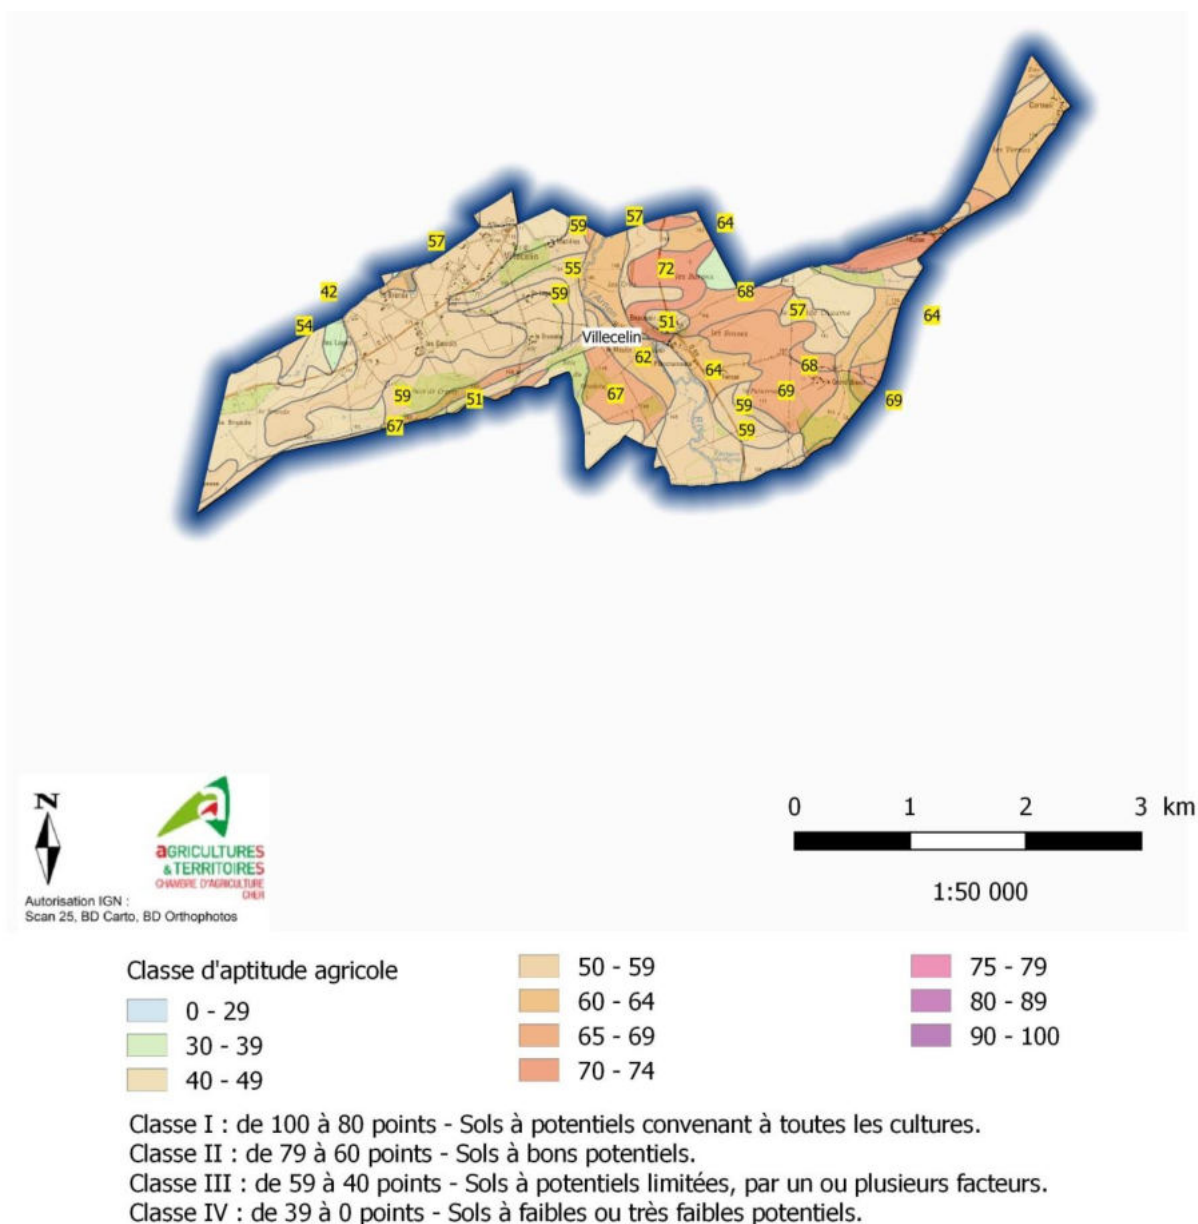 57
59
57
64
42
55
72
54
59
51
68
57
64
Villecelin
62
64
68
59
51
67
69
59
69
67
59
N
AGRICULTURES
& TERRITOIRES
CHAMBRE D'AGRICULTURE
CHER
Autorisation IGN :
Scan 25, BD Carto, BD Orthophotos
0 1 2 3 km
1:50 000
Classe d'aptitude agricole
0 - 29
30 - 39
40 - 49
50 - 59
60 - 64
65 - 69
70 - 74
75 - 79
80 - 89
90 - 100
Classe I : de 100 à 80 points - Sols à potentiels convenant à toutes les cultures.
Classe II : de 79 à 60 points - Sols à bons potentiels.
Classe III : de 59 à 40 points - Sols à potentiels limitées, par un ou plusieurs facteurs.
Classe IV : de 39 à 0 points - Sols à faibles ou très faibles potentiels.